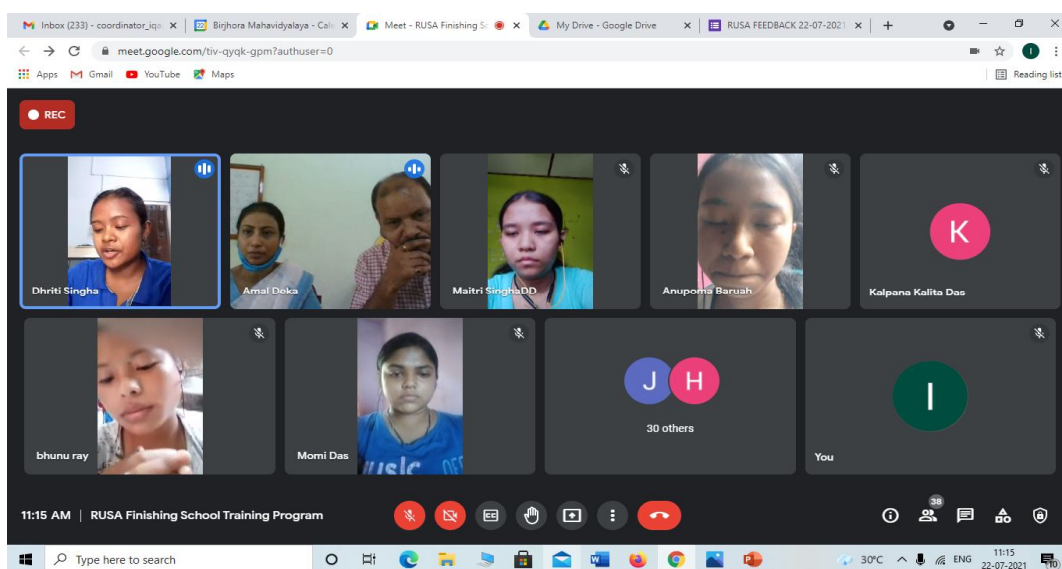 Inbox (233) - coordinator_iqa
Birjhora Mahavidyalaya - Cale
Meet - RUSA Finishing Sc
My Drive - Google Drive
RUSA FEEDBACK 22-07-2021
meet.google.com/tiv-qyqk-gpm?authuser=0
Apps
Gmail
YouTube
Maps
Reading list
REC
Dhriti Singha
Amal Deka
Maitri SinghaDD
Anupoma Baruah
K
Kalpana Kalita Das
bhunu ray
Momi Das
J H
30 others
I
You
11:15 AM | RUSA Finishing School Training Program
38
Type here to search
30°C
ENG
11:15
22-07-2021